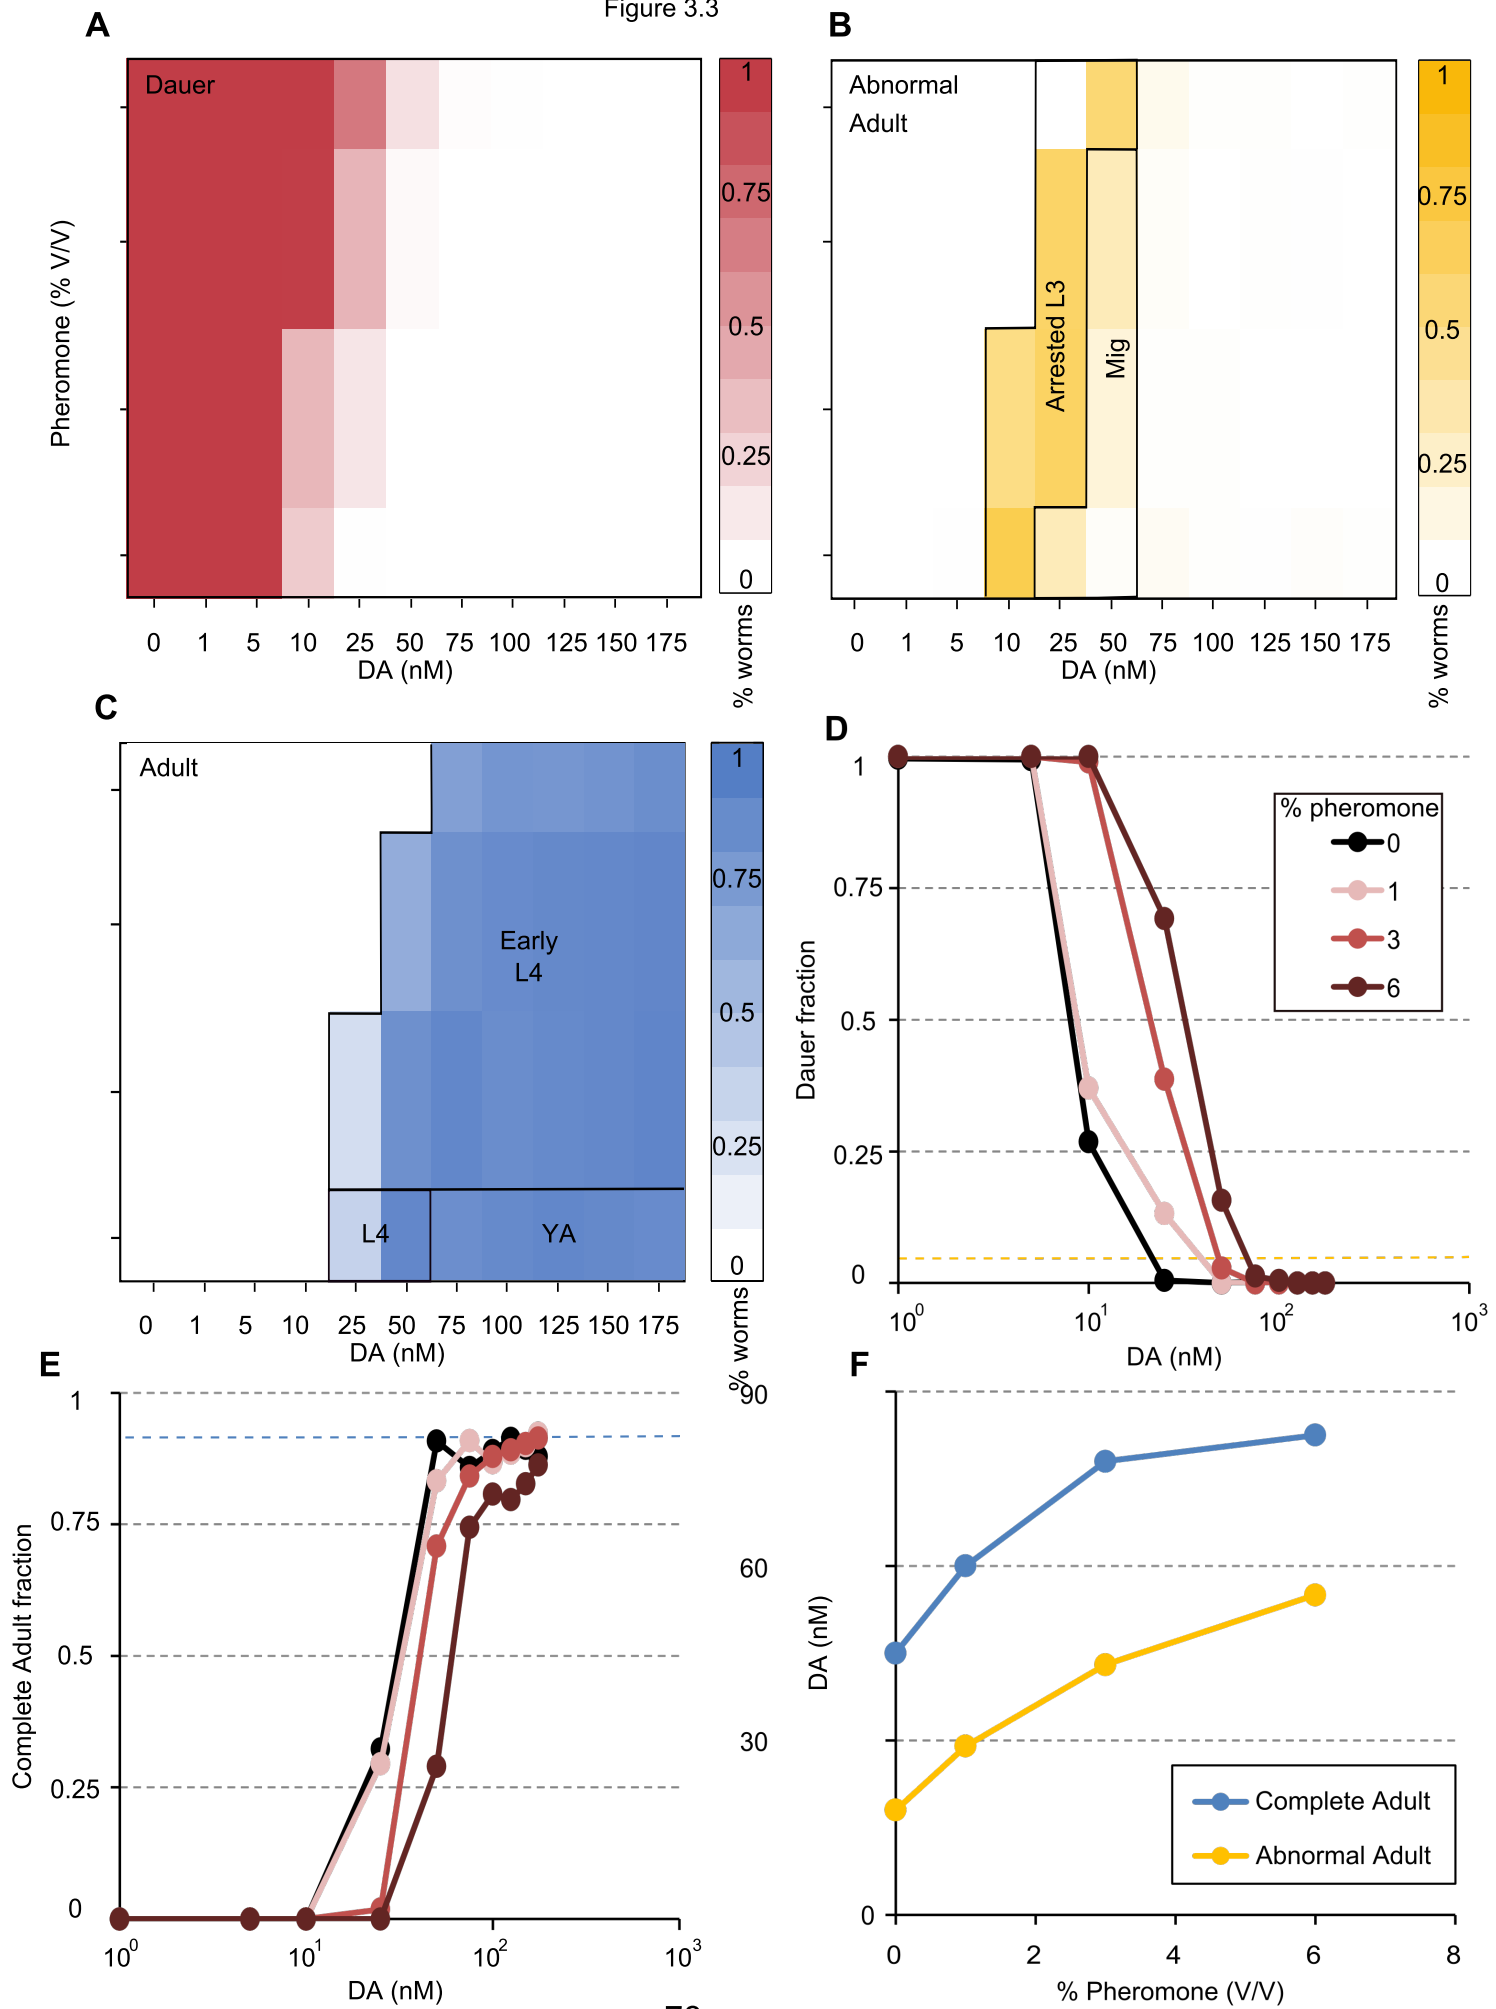 Figure 3.3
A
B
Dauer
1
0.75
0.5
0.25
0
Pheromone (% V/V)
0 1 5 10 25 50 75 100 125 150 175
DA (nM)
% worms
Abnormal
Adult
Arrested L3
Mig
1
0.75
0.5
0.25
0
0 1 5 10 25 50 75 100 125 150 175
DA (nM)
% worms
C
Adult
Early
L4
L4
YA
1
0.75
0.5
0.25
0
0 1 5 10 25 50 75 100 125 150 175
DA (nM)
% worms
D
1
0.75
0.5
0.25
0
Dauer fraction
% pheromone
0
1
3
6
10^0 10^1 10^2 10^3
DA (nM)
E
1
0.75
0.5
0.25
0
Complete Adult fraction
10^0 10^1 10^2 10^3
DA (nM)
F
90
60
30
0
DA (nM)
Complete Adult
Abnormal Adult
0 2 4 6 8
% Pheromone (V/V)